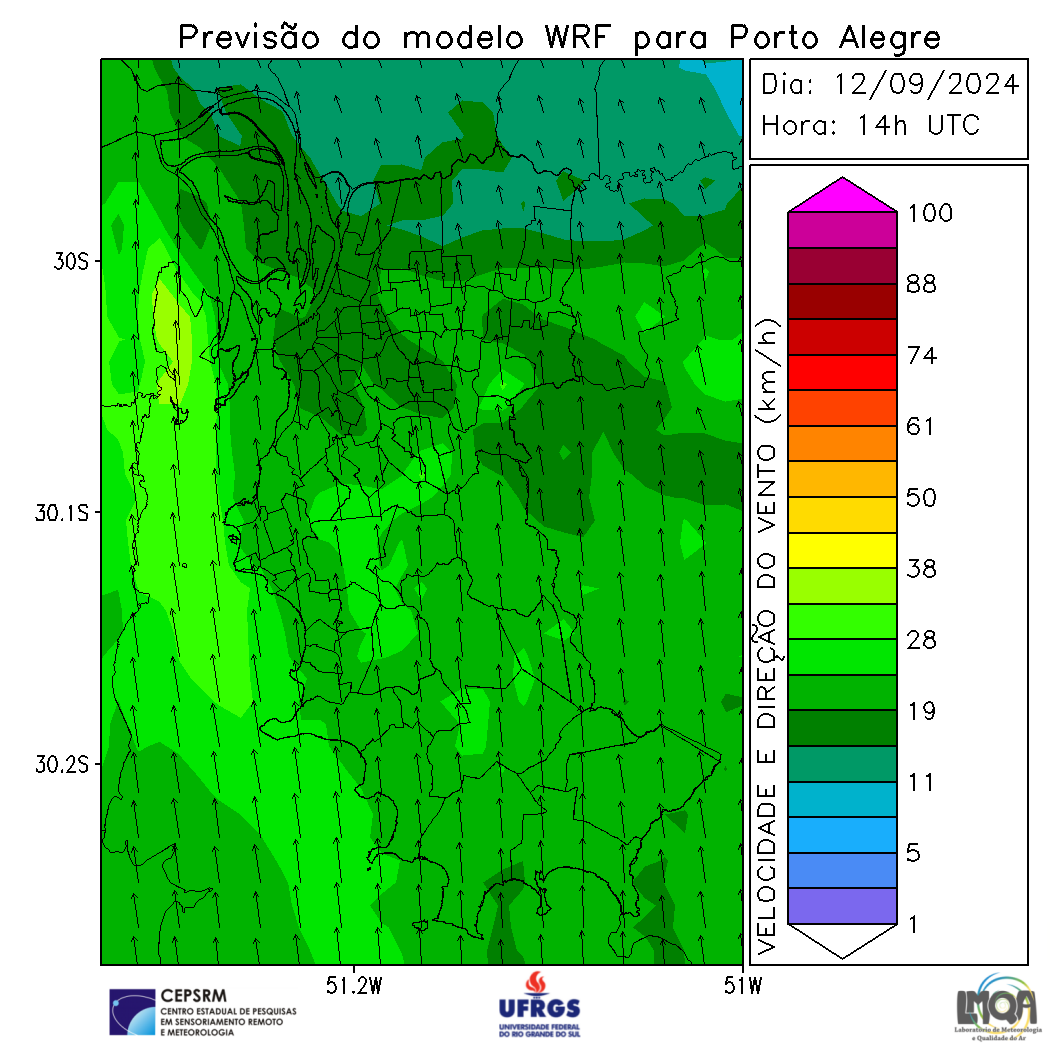 Previsão do modelo WRF para Porto Alegre
Dia: 12/09/2024
Hora: 14h UTC
30S
30.1S
30.2S
51.2W
51W
VELOCIDADE E DIREÇÃO DO VENTO (km/h)
100
88
74
61
50
38
28
19
11
5
1
CEPSRM
CENTRO ESTADUAL DE PESQUISAS
EM SENSORIAMENTO REMOTO
E METEOROLOGIA
UFRGS
UNIVERSIDADE FEDERAL
DO RIO GRANDE DO SUL
LMQA
Laboratório de Meteorologia
e Qualidade do Ar